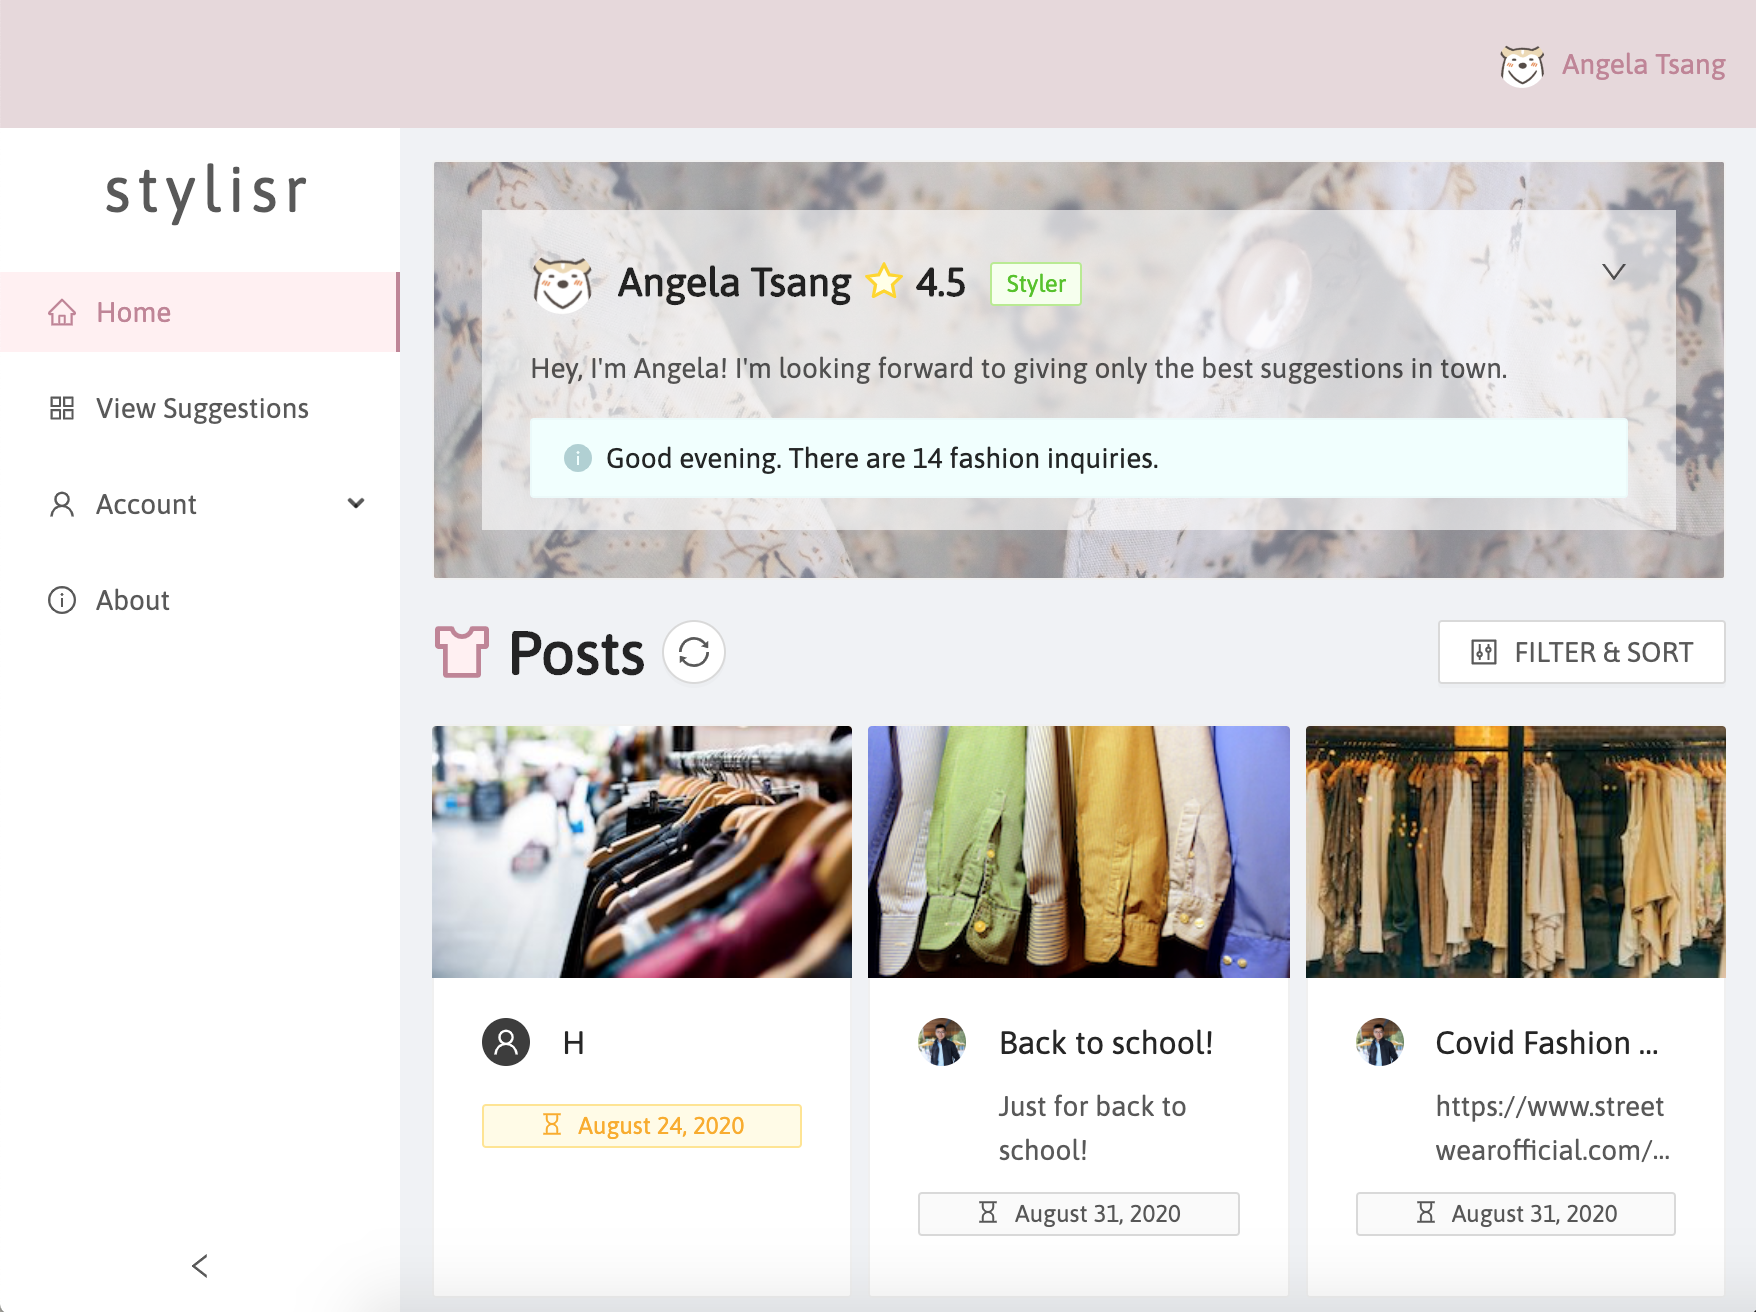 Angela Tsang
stylisr
Home
View Suggestions
Account
About
Angela Tsang 4.5 Styler
Hey, I'm Angela! I'm looking forward to giving only the best suggestions in town.
Good evening. There are 14 fashion inquiries.
Posts
FILTER & SORT
H
August 24, 2020
Back to school!
Just for back to
school!
August 31, 2020
Covid Fashion ...
https://www.street
wearofficial.com/...
August 31, 2020